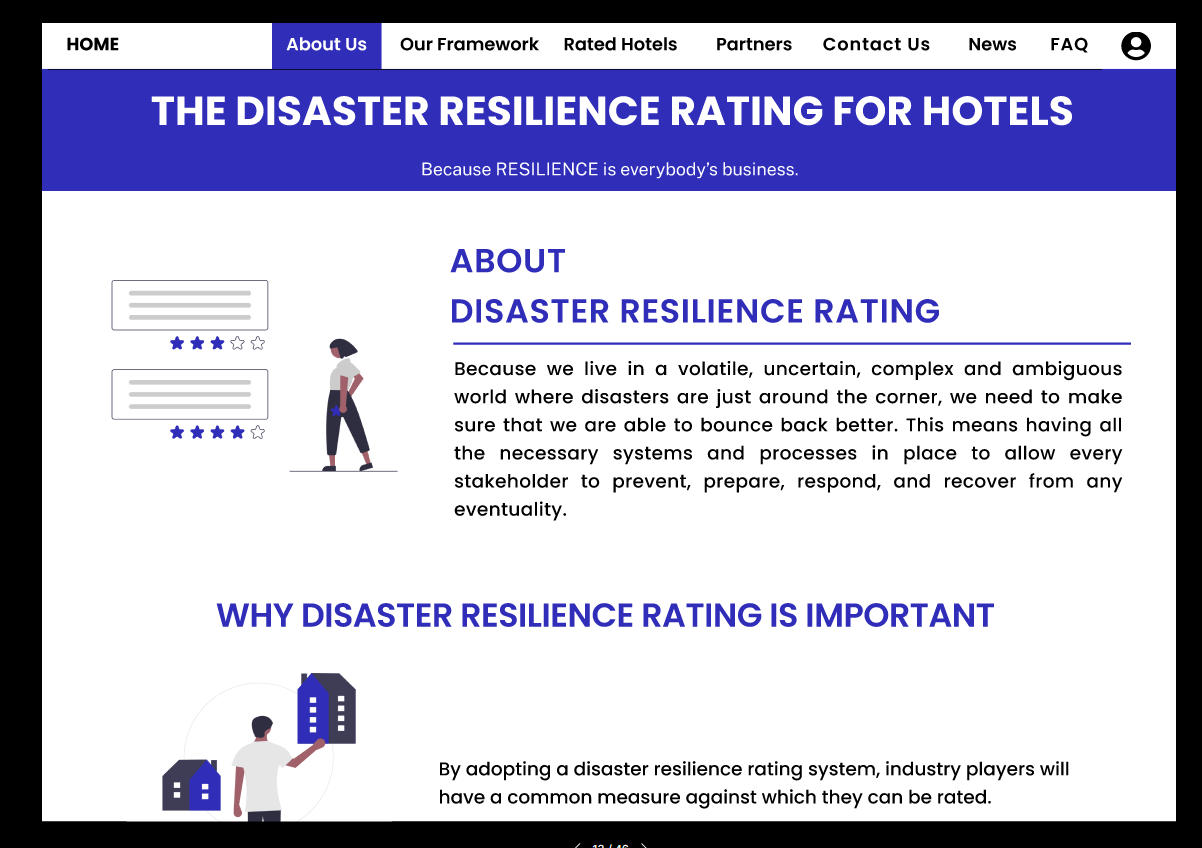 HOME About Us Our Framework Rated Hotels Partners Contact Us News FAQ
THE DISASTER RESILIENCE RATING FOR HOTELS
Because RESILIENCE is everybody's business.
ABOUT
DISASTER RESILIENCE RATING
Because we live in a volatile, uncertain, complex and ambiguous
world where disasters are just around the corner, we need to make
sure that we are able to bounce back better. This means having all
the necessary systems and processes in place to allow every
stakeholder to prevent, prepare, respond, and recover from any
eventuality.
WHY DISASTER RESILIENCE RATING IS IMPORTANT
By adopting a disaster resilience rating system, industry players will
have a common measure against which they can be rated.